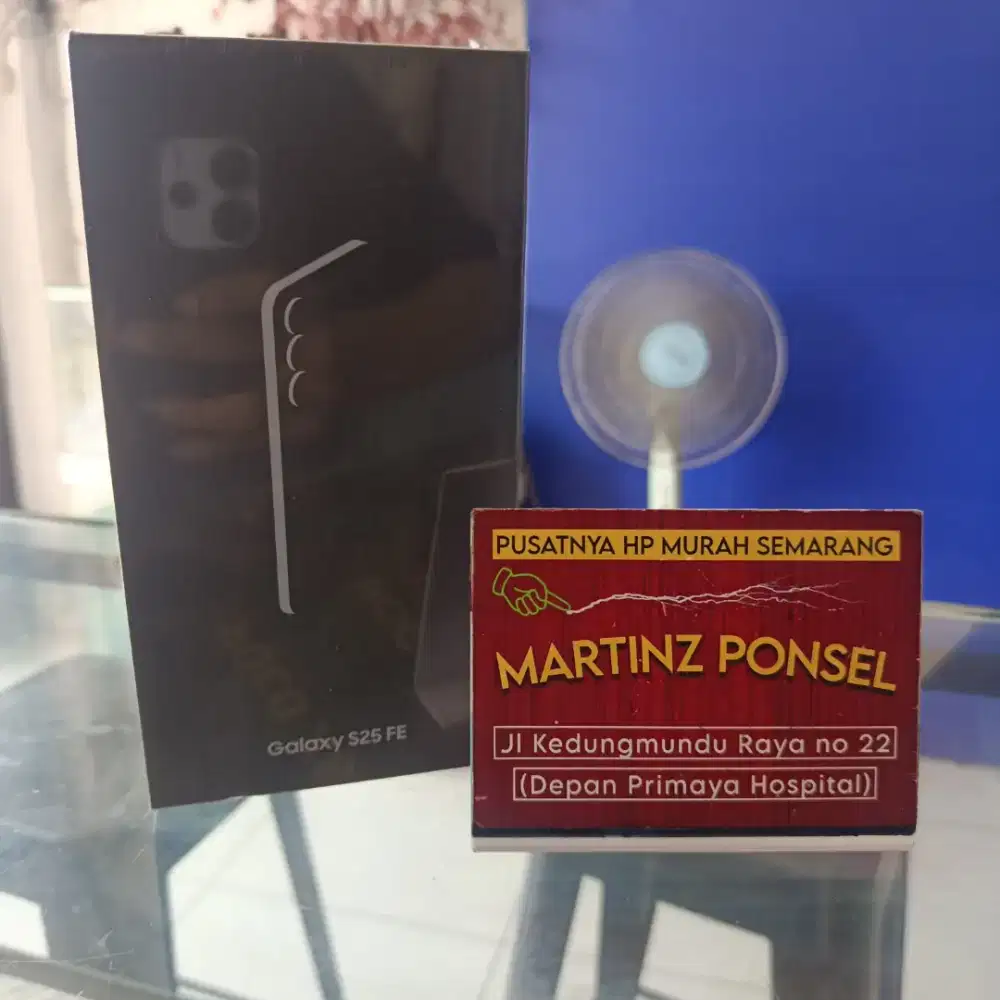 Galaxy S25 FE
PUSATNYA HP MURAH SEMARANG
MARTINZ PONSEL
Jl Kedungmundu Raya no 22
(Depan Primaya Hospital)